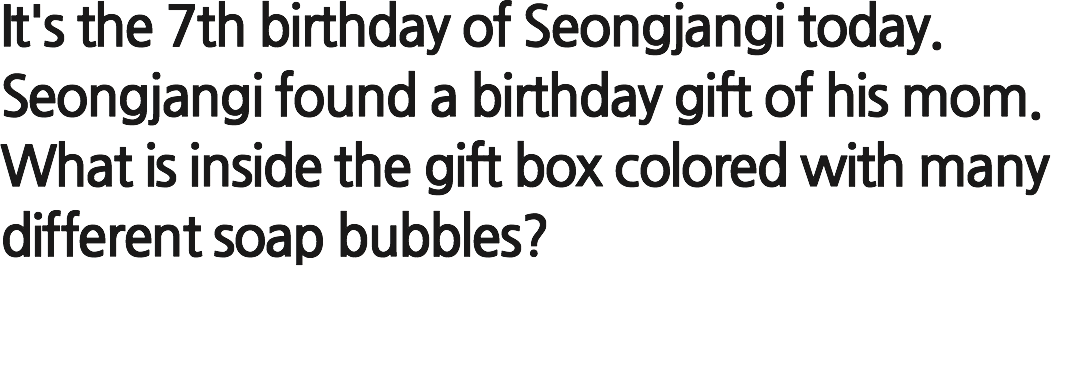 It's the 7th birthday of Seongjangi today.
Seongjangi found a birthday gift of his mom.
What is inside the gift box colored with many
different soap bubbles?